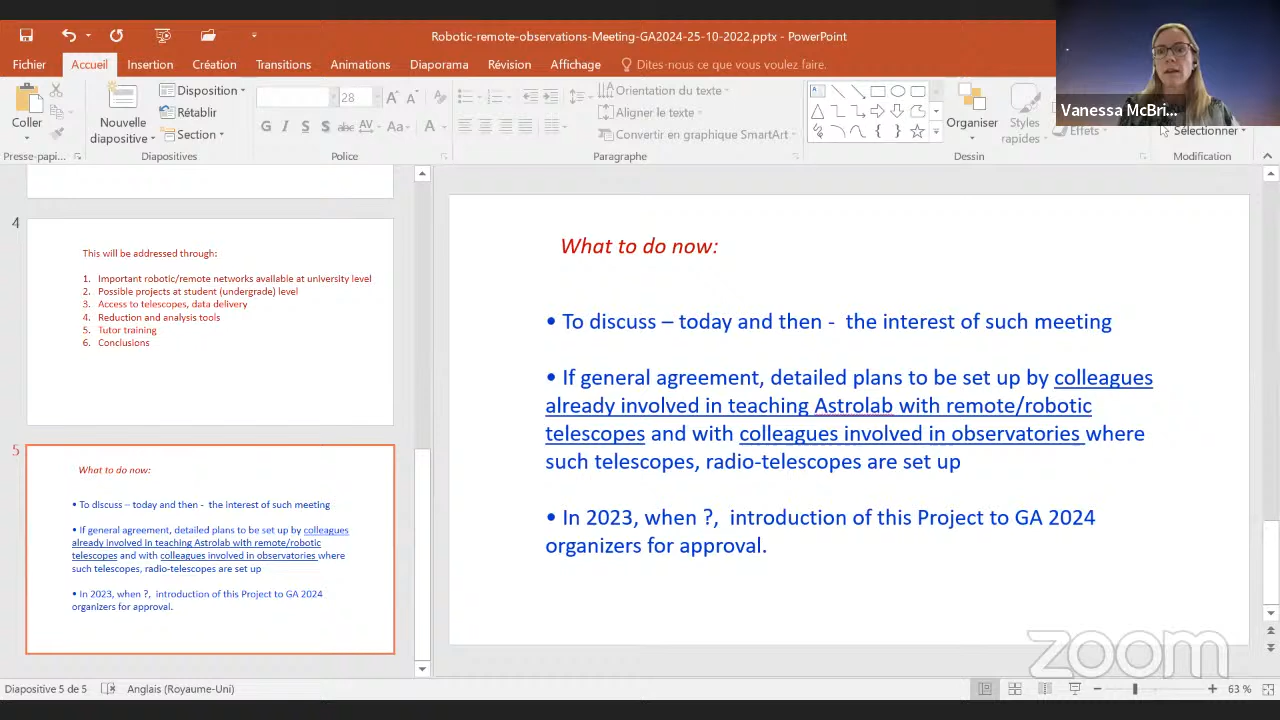 Robotic-remote-observations-Meeting-GA2024-25-10-2022.pptx - PowerPoint
Fichier Accueil Insertion Création Transitions Animations Diaporama Révision Affichage Dites-nous ce que vous voulez faire.
Vanessa McBri...
Coller
Nouvelle diapositive
Disposition
Rétablir
Section
28
G I S S abc AV Aa A
Orientation du texte
Aligner le texte
Convertir en graphique SmartArt
Organiser
Styles rapides
Effets
Sélectionner
Presse-papi... Diapositives Police Paragraphe Dessin Modification
4
This will be addressed through:
1. Important robotic/remote networks available at university level
2. Possible projects at student (undergrade) level
3. Access to telescopes, data delivery
4. Reduction and analysis tools
5. Tutor training
6. Conclusions
5
What to do now:
• To discuss – today and then - the interest of such meeting
• If general agreement, detailed plans to be set up by colleagues
already involved in teaching Astrolab with remote/robotic
telescopes and with colleagues involved in observatories where
such telescopes, radio-telescopes are set up
• In 2023, when ?, introduction of this Project to GA 2024
organizers for approval.
What to do now:
• To discuss – today and then - the interest of such meeting
• If general agreement, detailed plans to be set up by colleagues
already involved in teaching Astrolab with remote/robotic
telescopes and with colleagues involved in observatories where
such telescopes, radio-telescopes are set up
• In 2023, when ?, introduction of this Project to GA 2024
organizers for approval.
zoom
Diapositive 5 de 5 Anglais (Royaume-Uni) 63 %